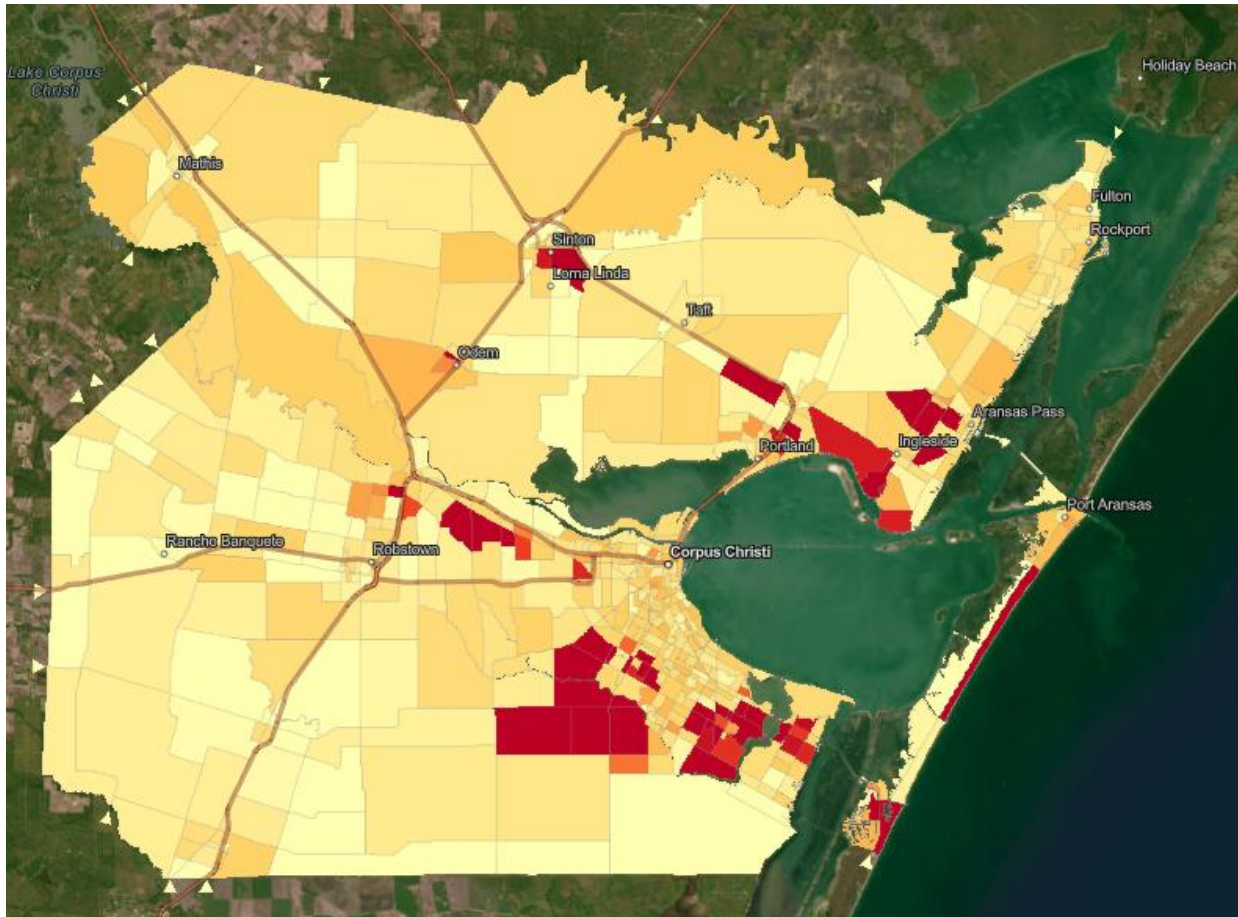 Holiday Beach
Lake Corpus
Christi
Mathis
Fulton
Rockport
Sinton
Loma Linda
Taft
Odem
Aransas Pass
Portland
Ingleside
Port Aransas
Rancho Banquete
Robstown
Corpus Christi